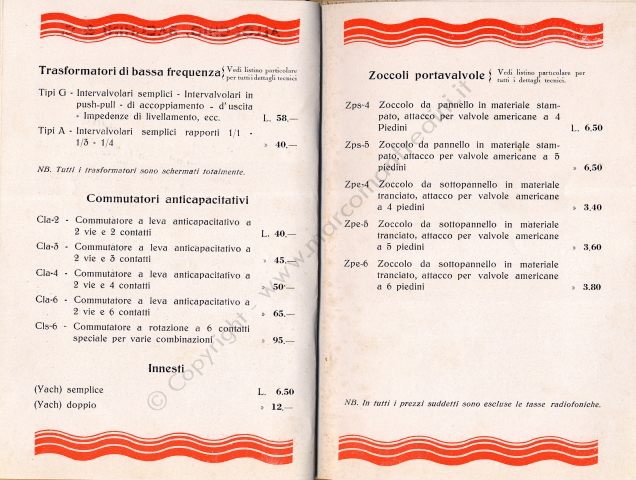 Trasformatori di bassa frequenza { Vedi listino particolare
per tutti i dettagli tecnici
Tipi G - Intervalvolari semplici - Intervalvolari in
push-pull - di accoppiamento - d'uscita
- Impedenze di livellamento, ecc. L. 58,—
Tipi A - Intervalvolari semplici rapporti 1/1 -
1/3 - 1/4 » 40,—
NB. Tutti i trasformatori sono schermati totalmente.
Commutatori anticapacitativi
Cla-2 - Commutatore a leva anticapacitativo a
2 vie e 2 contatti L. 40,—
Cla-3 - Commutatore a leva anticapacitativo a
2 vie e 3 contatti » 45,—
Cla-4 - Commutatore a leva anticapacitativo a
2 vie e 4 contatti » 50,—
Cla-6 - Commutatore a leva anticapacitativo a
2 vie e 6 contatti » 65,—
Cls-6 - Commutatore a rotazione a 6 contatti
speciale per varie combinazioni » 95,—
Innesti
(Yach) semplice L. 6,50
(Yach) doppio » 12,—
Zoccoli portavalvole { Vedi listino particolare per
tutti i dettagli tecnici.
Zps-4 Zoccolo da pannello in materiale stam-
pato, attacco per valvole americane a 4
Piedini L. 6,50
Zps-5 Zoccolo da pannello in materiale stam-
pato, attacco per valvole americane a 5
piedini » 6,50
Zpe-4 Zoccolo da sottopannello in materiale
tranciato, attacco per valvole americane
a 4 piedini » 3,40
Zpe-5 Zoccolo da sottopannello in materiale
tranciato, attacco per valvole americane
a 5 piedini » 3,60
Zpe-6 Zoccolo da sottopannello in materiale
tranciato, attacco per valvole americane
a 6 piedini » 3.80
NB. In tutti i prezzi suddetti sono escluse le tasse radiofoniche.